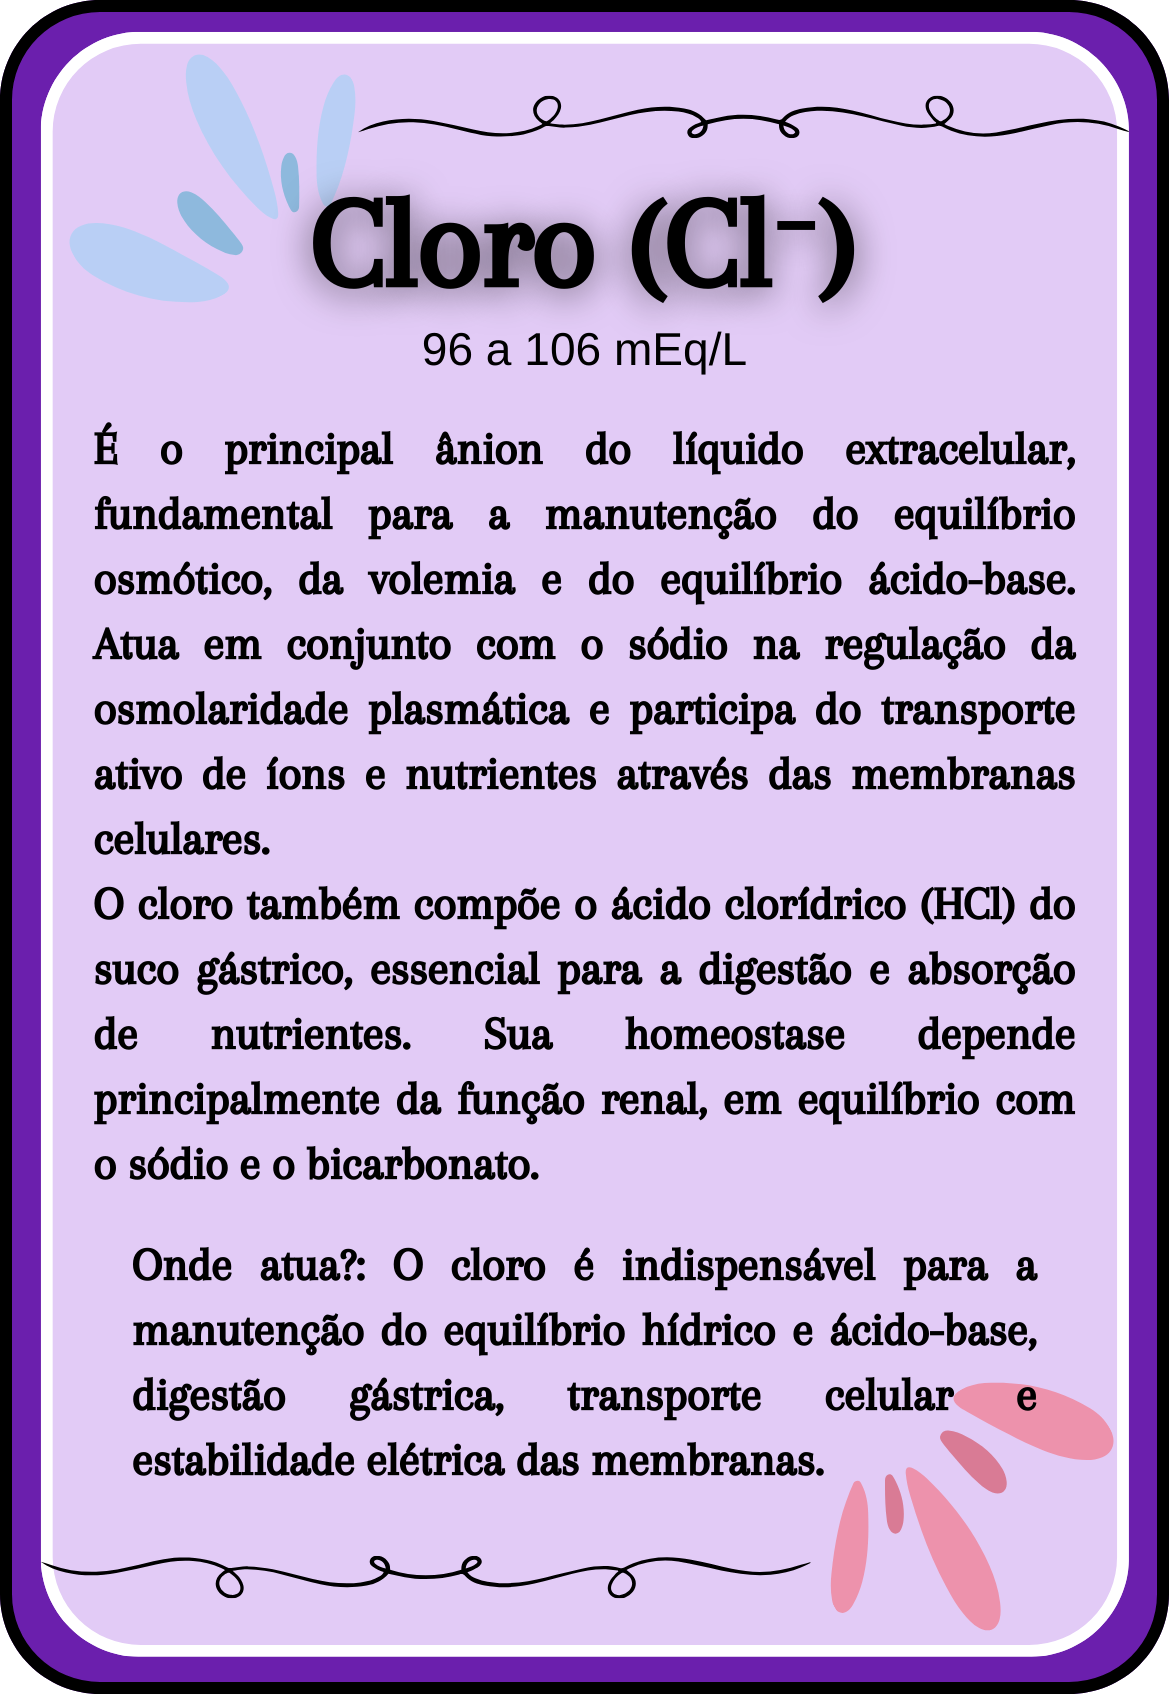 Cloro (Cl⁻)
96 a 106 mEq/L
É o principal ânion do líquido extracelular,
fundamental para a manutenção do equilíbrio
osmótico, da volemia e do equilíbrio ácido-base.
Atua em conjunto com o sódio na regulação da
osmolaridade plasmática e participa do transporte
ativo de íons e nutrientes através das membranas
celulares.
O cloro também compõe o ácido clorídrico (HCl) do
suco gástrico, essencial para a digestão e absorção
de nutrientes. Sua homeostase depende
principalmente da função renal, em equilíbrio com
o sódio e o bicarbonato.
Onde atua?: O cloro é indispensável para a
manutenção do equilíbrio hídrico e ácido-base,
digestão gástrica, transporte celular e
estabilidade elétrica das membranas.